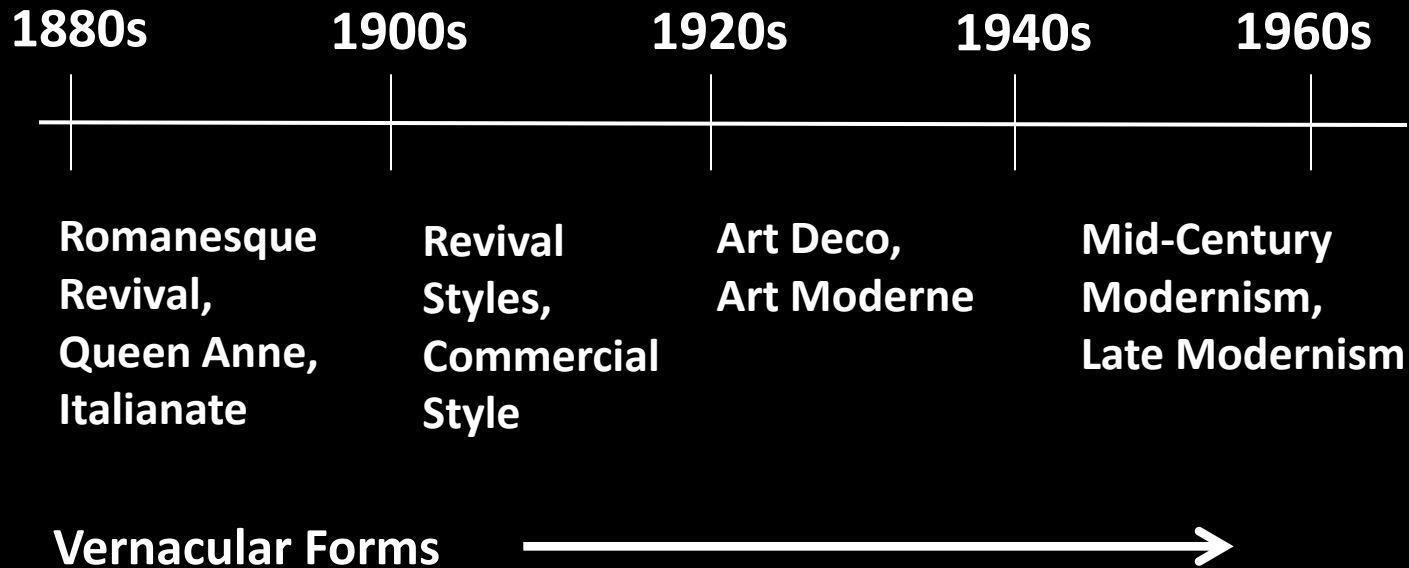 1880s 1900s 1920s 1940s 1960s
Romanesque
Revival,
Queen Anne,
Italianate
Revival
Styles,
Commercial
Style
Art Deco,
Art Moderne
Mid-Century
Modernism,
Late Modernism
Vernacular Forms